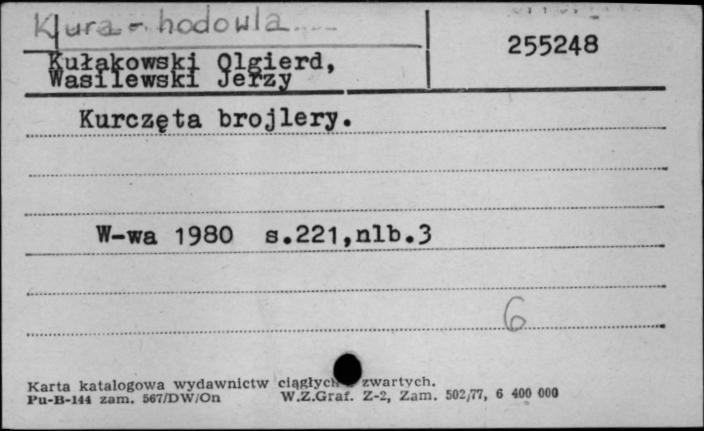 Kura - hodowla
255248
Kułakowski Olgierd,
Wasilewski Jerzy
Kurczęta brojlery.
W-wa 1980 s.221,nlb.3
6
Karta katalogowa wydawnictw ciągłych zwartych.
Pu-B-144 zam. 567/DW/On W.Z.Graf. Z-2, Zam. 502/77, 6 400 000